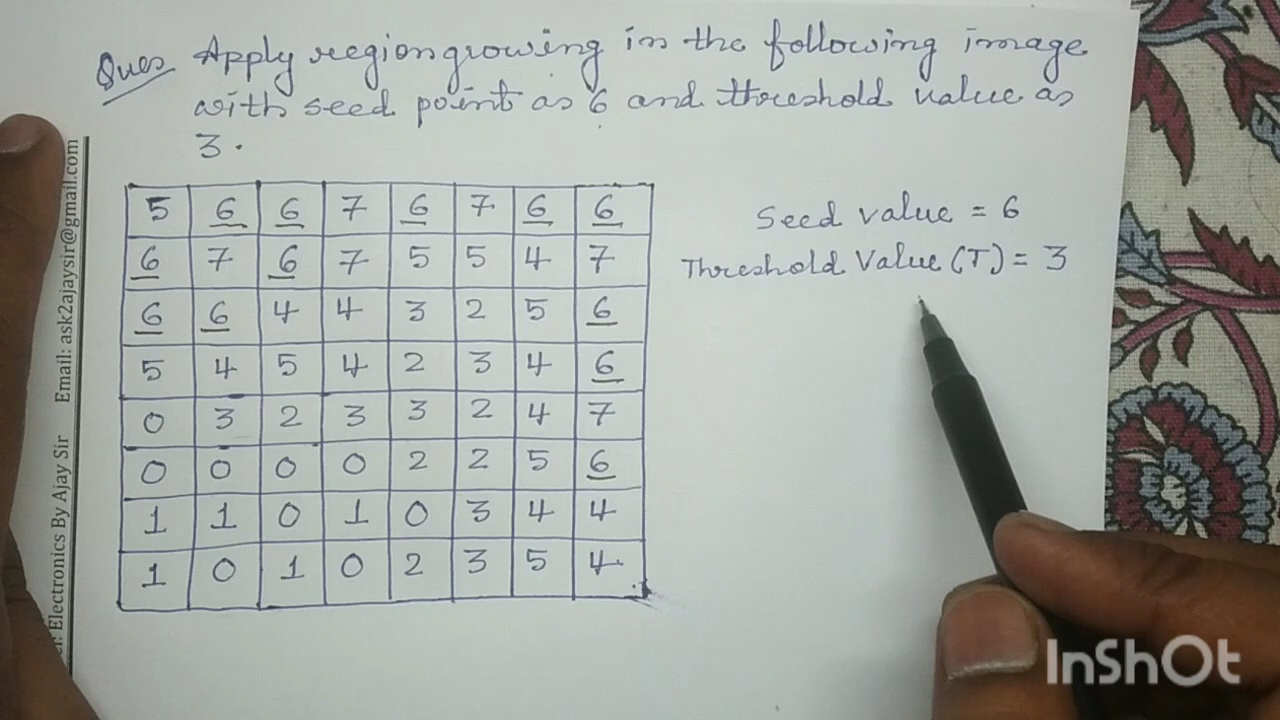 Ques Apply region growing in the following image
with seed point as 6 and threshold value as
3.
5 6 6 7 6 7 6 6
6 7 6 7 5 5 4 7
6 6 4 4 3 2 5 6
5 4 5 4 2 3 4 6
0 3 2 3 3 2 4 7
0 0 0 0 2 2 5 6
1 1 0 1 0 3 4 4
1 0 1 0 2 3 5 4
Seed value = 6
Threshold Value (T) = 3
Electronics By Ajay Sir Email: ask2ajaysir@gmail.com
InShOt